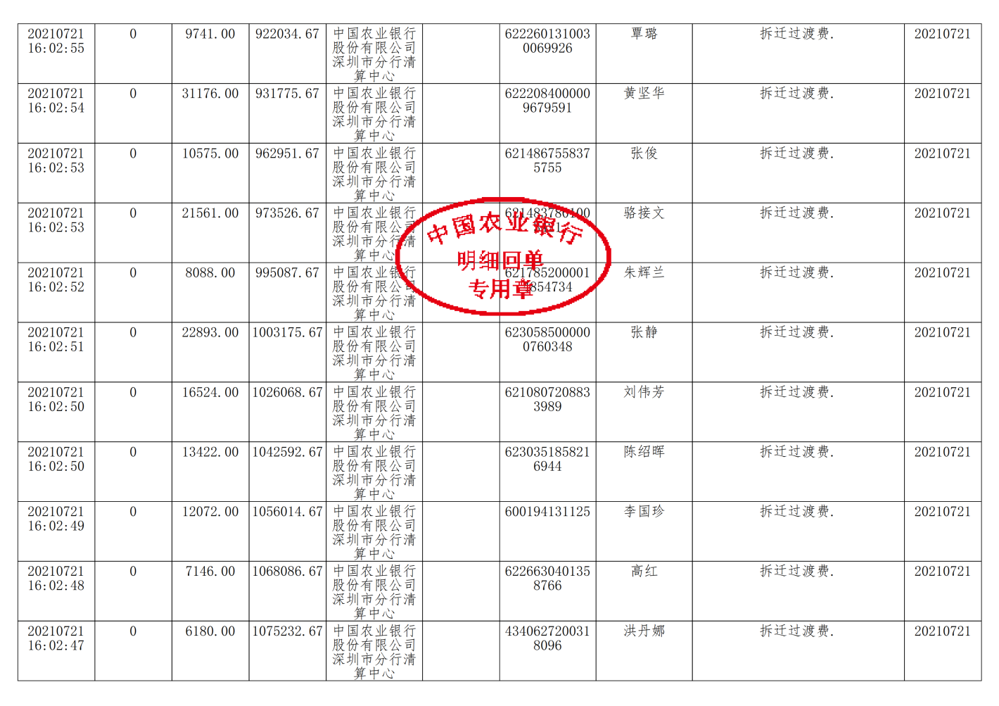 20210721 0 9741.00 922034.67 中国农业银行 622260131003 覃璐 拆迁过渡费. 20210721
16:02:55 股份有限公司 0069926
深圳市分行清
算中心
20210721 0 31176.00 931775.67 中国农业银行 622208400000 黄坚华 拆迁过渡费. 20210721
16:02:54 股份有限公司 9679591
深圳市分行清
算中心
20210721 0 10575.00 962951.67 中国农业银行 621486755837 张俊 拆迁过渡费. 20210721
16:02:53 股份有限公司 5755
深圳市分行清
算中心
20210721 0 21561.00 973526.67 中国农业银行 621483780100 骆接文 拆迁过渡费. 20210721
16:02:53 股份有限公司
深圳市分行清
算中心
中国农业银行
明细回单
专用章
20210721 0 8088.00 995087.67 中国农业银行 621785200001 朱辉兰 拆迁过渡费. 20210721
16:02:52 股份有限公司 854734
深圳市分行清
算中心
20210721 0 22893.00 1003175.67 中国农业银行 623058500000 张静 拆迁过渡费. 20210721
16:02:51 股份有限公司 0760348
深圳市分行清
算中心
20210721 0 16524.00 1026068.67 中国农业银行 621080720883 刘伟芳 拆迁过渡费. 20210721
16:02:50 股份有限公司 3989
深圳市分行清
算中心
20210721 0 13422.00 1042592.67 中国农业银行 623035185821 陈绍晖 拆迁过渡费. 20210721
16:02:50 股份有限公司 6944
深圳市分行清
算中心
20210721 0 12072.00 1056014.67 中国农业银行 600194131125 李国珍 拆迁过渡费. 20210721
16:02:49 股份有限公司
深圳市分行清
算中心
20210721 0 7146.00 1068086.67 中国农业银行 622663040135 高红 拆迁过渡费. 20210721
16:02:48 股份有限公司 8766
深圳市分行清
算中心
20210721 0 6180.00 1075232.67 中国农业银行 434062720031 洪丹娜 拆迁过渡费. 20210721
16:02:47 股份有限公司 8096
深圳市分行清
算中心